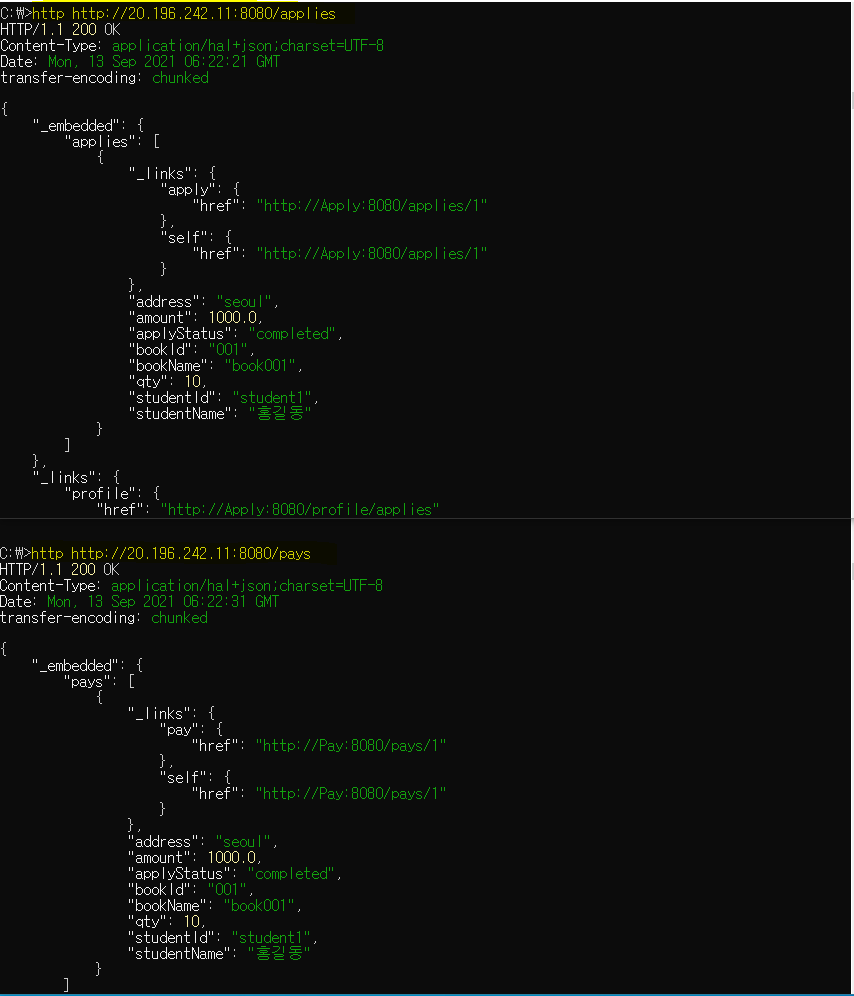 C:\>http http://20.196.242.11:8080/applies
HTTP/1.1 200 OK
Content-Type: application/hal+json;charset=UTF-8
Date: Mon, 13 Sep 2021 06:22:21 GMT
transfer-encoding: chunked
{
    "_embedded": {
        "applies": [
            {
                "_links": {
                    "apply": {
                        "href": "http://Apply:8080/applies/1"
                    },
                    "self": {
                        "href": "http://Apply:8080/applies/1"
                    }
                },
                "address": "seoul",
                "amount": 1000.0,
                "applyStatus": "completed",
                "bookId": "001",
                "bookName": "book001",
                "qty": 10,
                "studentId": "student1",
                "studentName": "홍길동"
            }
        ]
    },
    "_links": {
        "profile": {
            "href": "http://Apply:8080/profile/applies"
C:₩>http http://20.196.242.11:8080/pays
HTTP/1.1 200 OK
Content-Type: application/hal+json;charset=UTF-8
Date: Mon, 13 Sep 2021 06:22:31 GMT
transfer-encoding: chunked
{
    "_embedded": {
        "pays": [
            {
                "_links": {
                    "pay": {
                        "href": "http://Pay:8080/pays/1"
                    },
                    "self": {
                        "href": "http://Pay:8080/pays/1"
                    }
                },
                "address": "seoul",
                "amount": 1000.0,
                "applyStatus": "completed",
                "bookId": "001",
                "bookName": "book001",
                "qty": 10,
                "studentId": "student1",
                "studentName": "홍길동"
            }
        ]